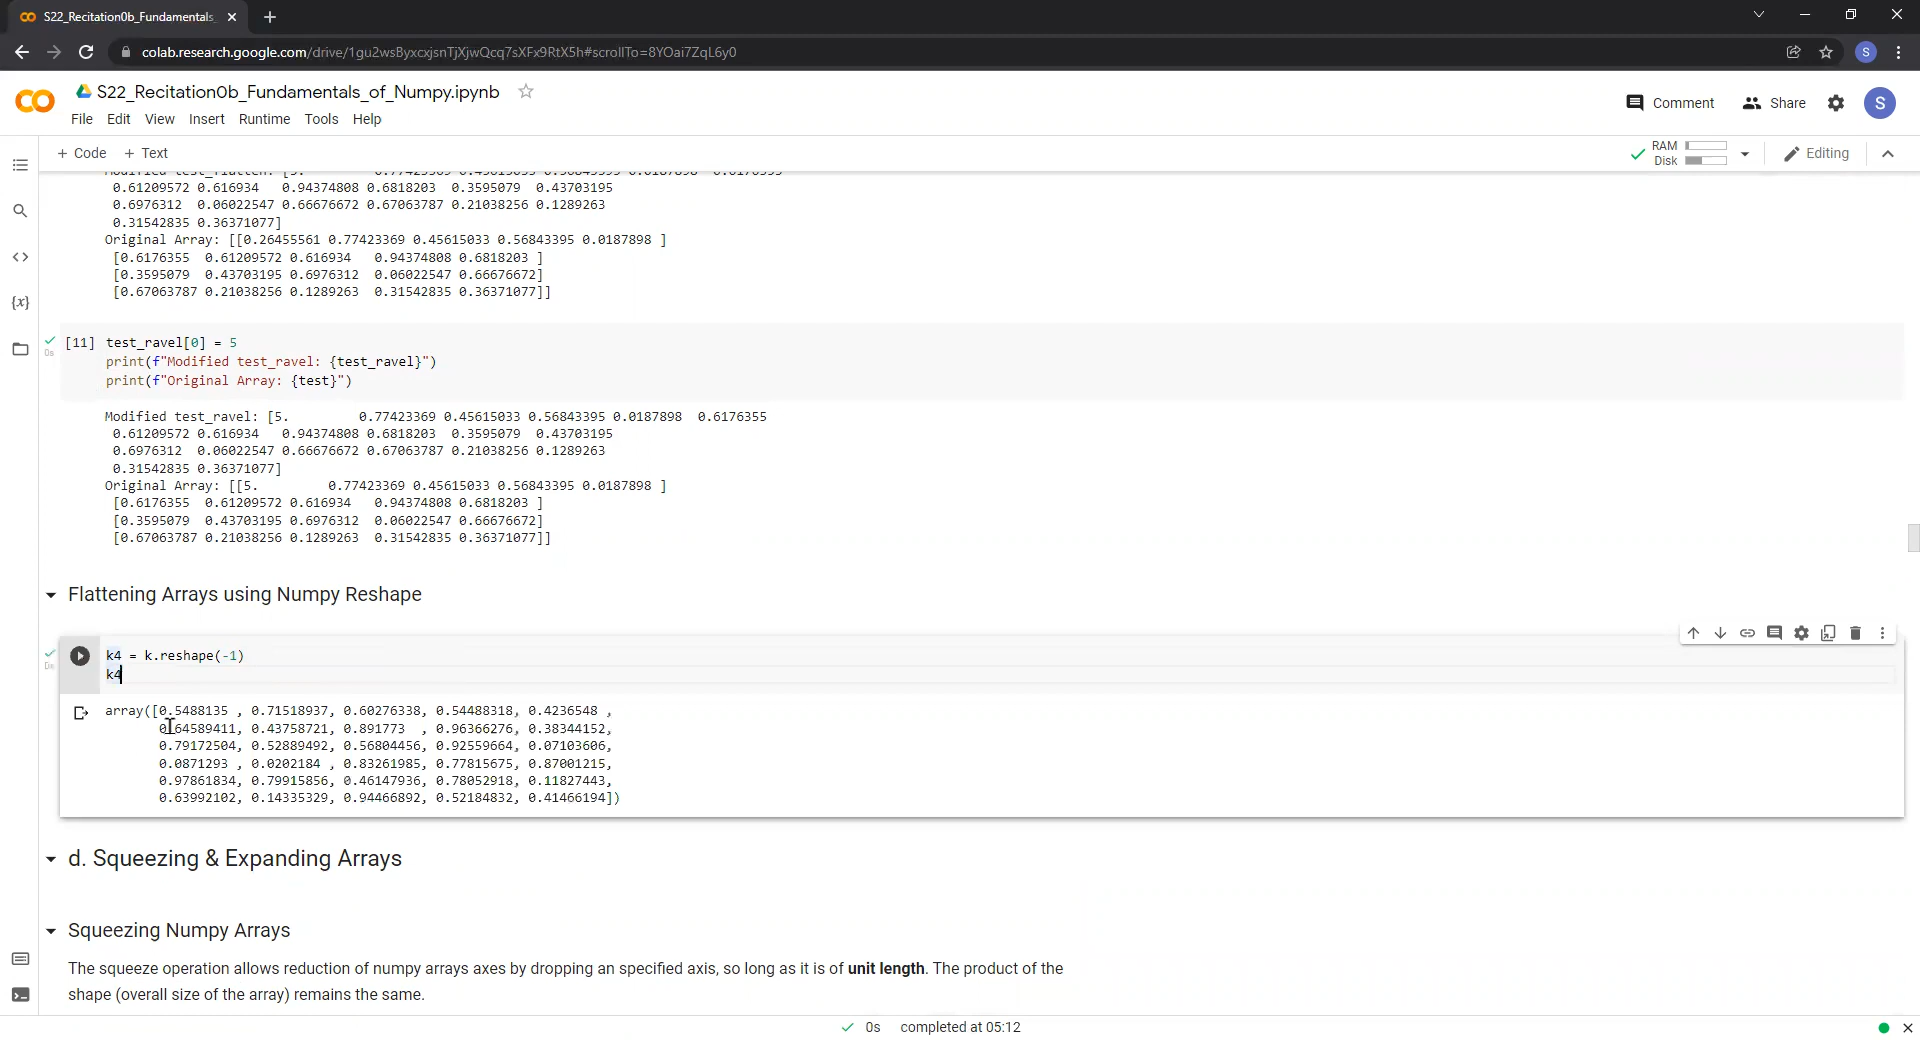 S22_Recitation0b_Fundamentals_
colab.research.google.com/drive/1gu2wsByxcxjsnTjXjwQcq7sXFx9RtX5h#scrollTo=8YOai7ZqL6y0
S
S22_Recitation0b_Fundamentals_of_Numpy.ipynb
Comment
Share
S
File Edit View Insert Runtime Tools Help
+ Code + Text
RAM
Disk
Editing
Modified test_flatten: [5. 0.77423369 0.45615033 0.56843395 0.0187898 0.6176355
0.61209572 0.616934 0.94374808 0.6818203 0.3595079 0.43703195
0.6976312 0.06022547 0.66676672 0.67063787 0.21038256 0.1289263
0.31542835 0.36371077]
Original Array: [[0.26455561 0.77423369 0.45615033 0.56843395 0.0187898 ]
[0.6176355 0.61209572 0.616934 0.94374808 0.6818203 ]
[0.3595079 0.43703195 0.6976312 0.06022547 0.66676672]
[0.67063787 0.21038256 0.1289263 0.31542835 0.36371077]]
[11] test_ravel[0] = 5
0s
print(f"Modified test_ravel: {test_ravel}")
print(f"Original Array: {test}")
Modified test_ravel: [5. 0.77423369 0.45615033 0.56843395 0.0187898 0.6176355
0.61209572 0.616934 0.94374808 0.6818203 0.3595079 0.43703195
0.6976312 0.06022547 0.66676672 0.67063787 0.21038256 0.1289263
0.31542835 0.36371077]
Original Array: [[5. 0.77423369 0.45615033 0.56843395 0.0187898 ]
[0.6176355 0.61209572 0.616934 0.94374808 0.6818203 ]
[0.3595079 0.43703195 0.6976312 0.06022547 0.66676672]
[0.67063787 0.21038256 0.1289263 0.31542835 0.36371077]]
Flattening Arrays using Numpy Reshape
k4 = k.reshape(-1)
0s
k4
array([0.5488135 , 0.71518937, 0.60276338, 0.54488318, 0.4236548 ,
0.64589411, 0.43758721, 0.891773 , 0.96366276, 0.38344152,
0.79172504, 0.52889492, 0.56804456, 0.92559664, 0.07103606,
0.0871293 , 0.0202184 , 0.83261985, 0.77815675, 0.87001215,
0.97861834, 0.79915856, 0.46147936, 0.78052918, 0.11827443,
0.63992102, 0.14335329, 0.94466892, 0.52184832, 0.41466194])
d. Squeezing & Expanding Arrays
Squeezing Numpy Arrays
The squeeze operation allows reduction of numpy arrays axes by dropping an specified axis, so long as it is of unit length. The product of the
shape (overall size of the array) remains the same.
0s completed at 05:12